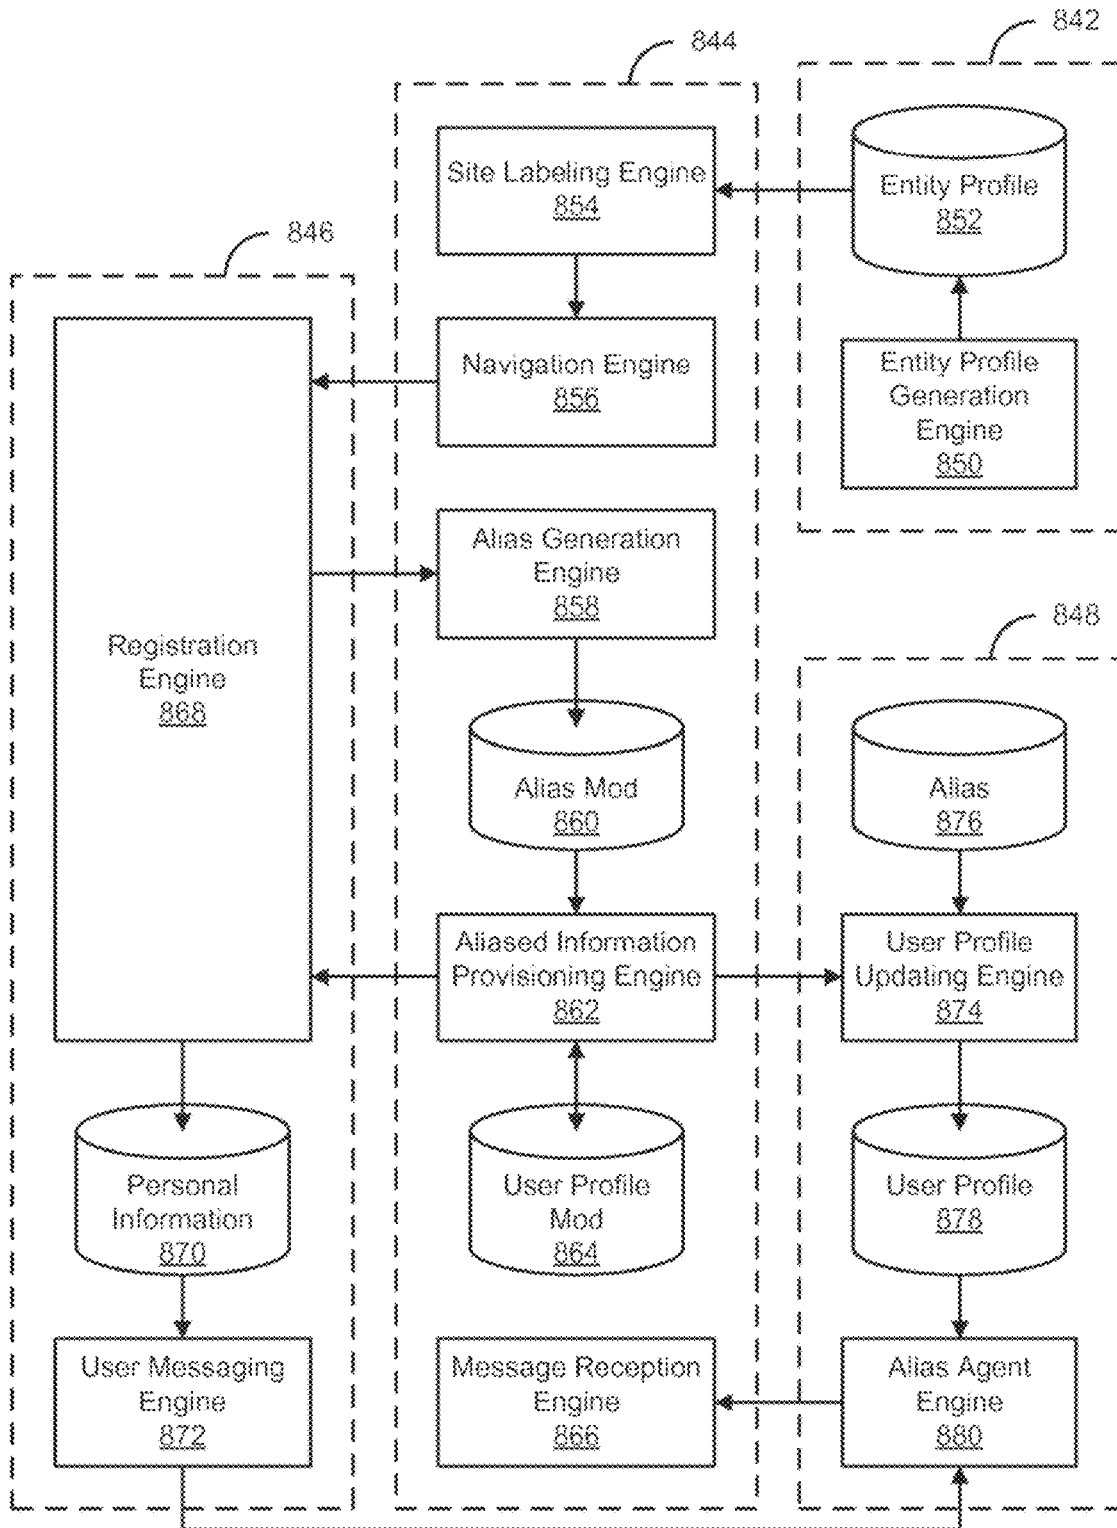 844
842
846
848
Site Labeling Engine
854
Entity Profile
852
Navigation Engine
856
Entity Profile
Generation
Engine
850
Alias Generation
Engine
858
Registration
Engine
868
Alias Mod
860
Alias
876
Aliased Information
Provisioning Engine
862
User Profile
Updating Engine
874
Personal
Information
870
User Profile
Mod
864
User Profile
878
User Messaging
Engine
872
Message Reception
Engine
866
Alias Agent
Engine
880